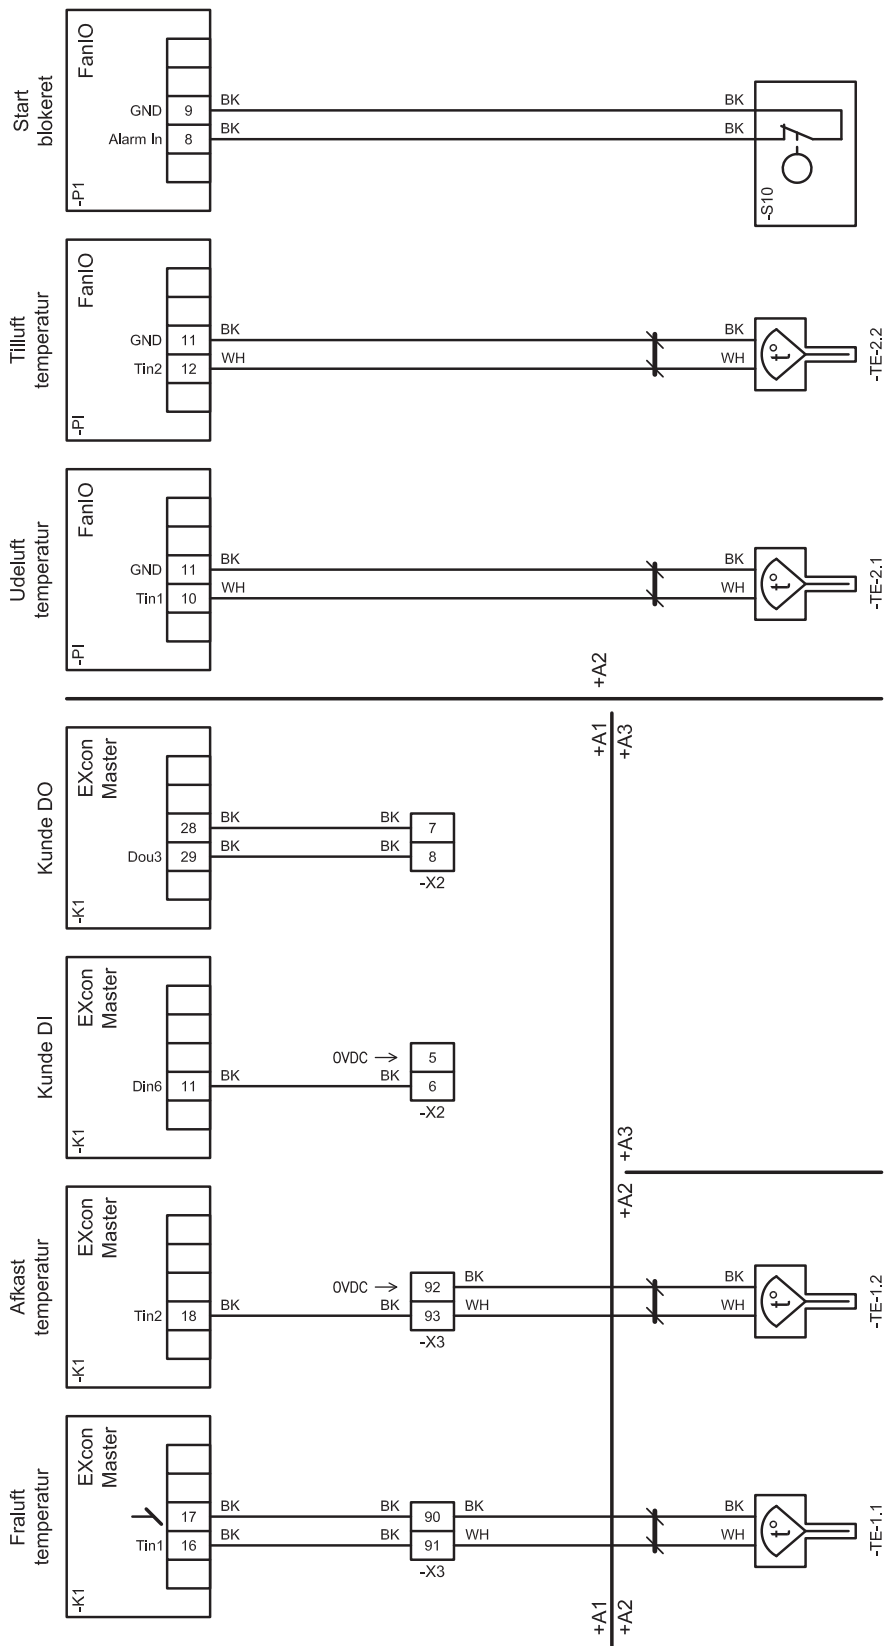 Start
blokeret
FanIO
GND 9 BK BK
Alarm In 8 BK BK
-P1
-S10
Tilluft
temperatur
FanIO
GND 11 BK BK
Tin2 12 WH WH
t°
-PI
-TE-2.2
Udeluft
temperatur
FanIO
GND 11 BK BK
Tin1 10 WH WH
t°
-PI
-TE-2.1
+A2
+A1
+A3
Kunde DO
EXcon
Master
28 BK BK 7
Dou3 29 BK BK 8
-X2
-K1
Kunde DI
EXcon
Master
0VDC → 5
Din6 11 BK BK 6
-X2
-K1
+A3
+A2
Afkast
temperatur
EXcon
Master
0VDC → 92 BK BK
Tin2 18 BK BK 93 WH WH
-X3
t°
-K1
-TE-1.2
Fraluft
temperatur
EXcon
Master
17 BK BK 90 BK BK
Tin1 16 BK BK 91 WH WH
-X3
t°
-K1
-TE-1.1
+A1
+A2